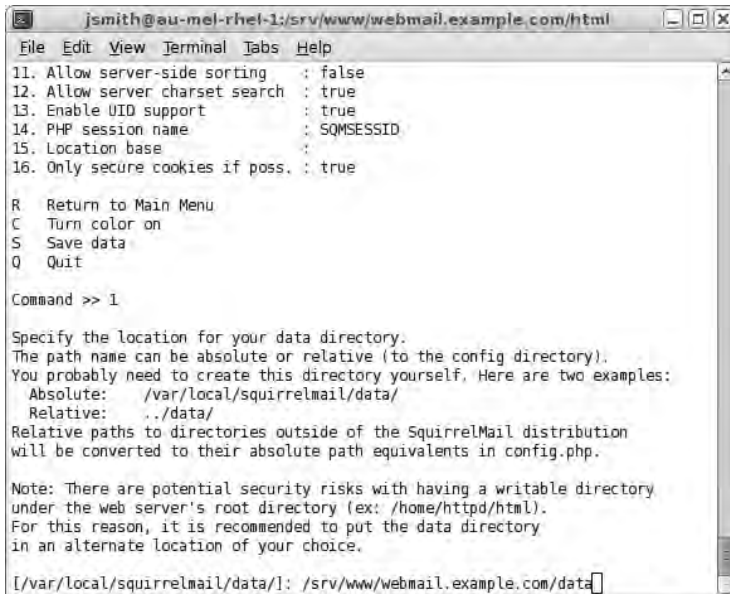 jsmith@au-mel-rhel-1:/srv/www/webmail.example.com/html
File Edit View Terminal Tabs Help
11. Allow server-side sorting : false
12. Allow server charset search : true
13. Enable UID support : true
14. PHP session name : SQMSESSID
15. Location base :
16. Only secure cookies if poss. : true
R Return to Main Menu
C Turn color on
S Save data
Q Quit
Command >> 1
Specify the location for your data directory.
The path name can be absolute or relative (to the config directory).
You probably need to create this directory yourself. Here are two examples:
Absolute: /var/local/squirrelmail/data/
Relative: ../data/
Relative paths to directories outside of the SquirrelMail distribution
will be converted to their absolute path equivalents in config.php.
Note: There are potential security risks with having a writable directory
under the web server's root directory (ex: /home/httpd/html).
For this reason, it is recommended to put the data directory
in an alternate location of your choice.
[/var/local/squirrelmail/data/]: /srv/www/webmail.example.com/data